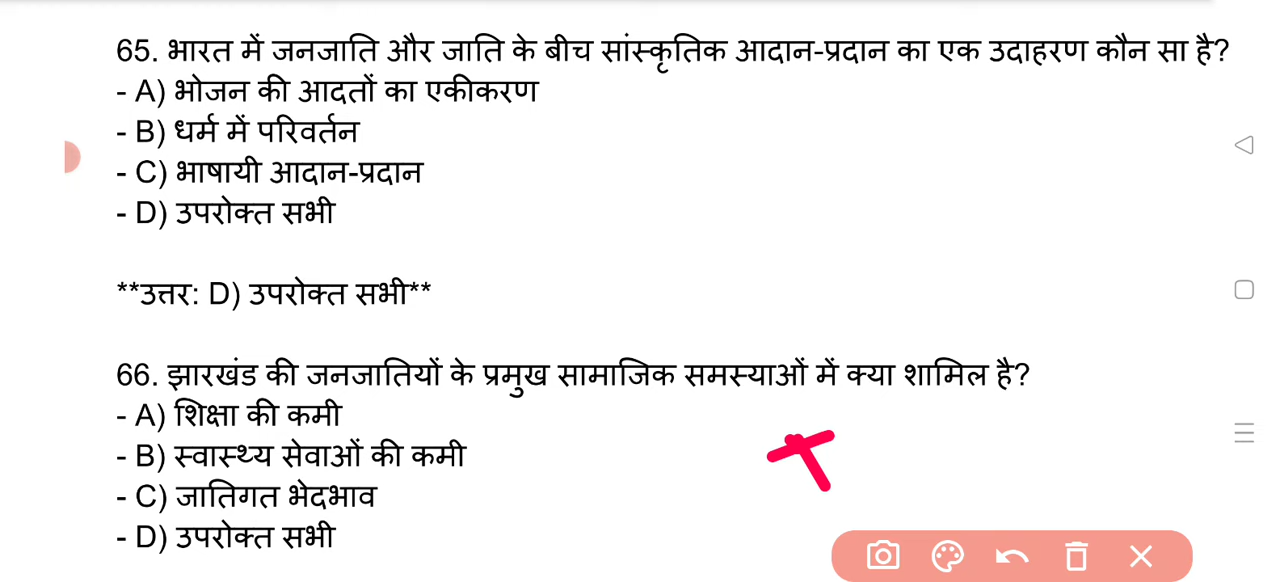 65. भारत में जनजाति और जाति के बीच सांस्कृतिक आदान-प्रदान का एक उदाहरण कौन सा है?
- A) भोजन की आदतों का एकीकरण
- B) धर्म में परिवर्तन
- C) भाषायी आदान-प्रदान
- D) उपरोक्त सभी
**उत्तर: D) उपरोक्त सभी**
66. झारखंड की जनजातियों के प्रमुख सामाजिक समस्याओं में क्या शामिल है?
- A) शिक्षा की कमी
- B) स्वास्थ्य सेवाओं की कमी
- C) जातिगत भेदभाव
- D) उपरोक्त सभी